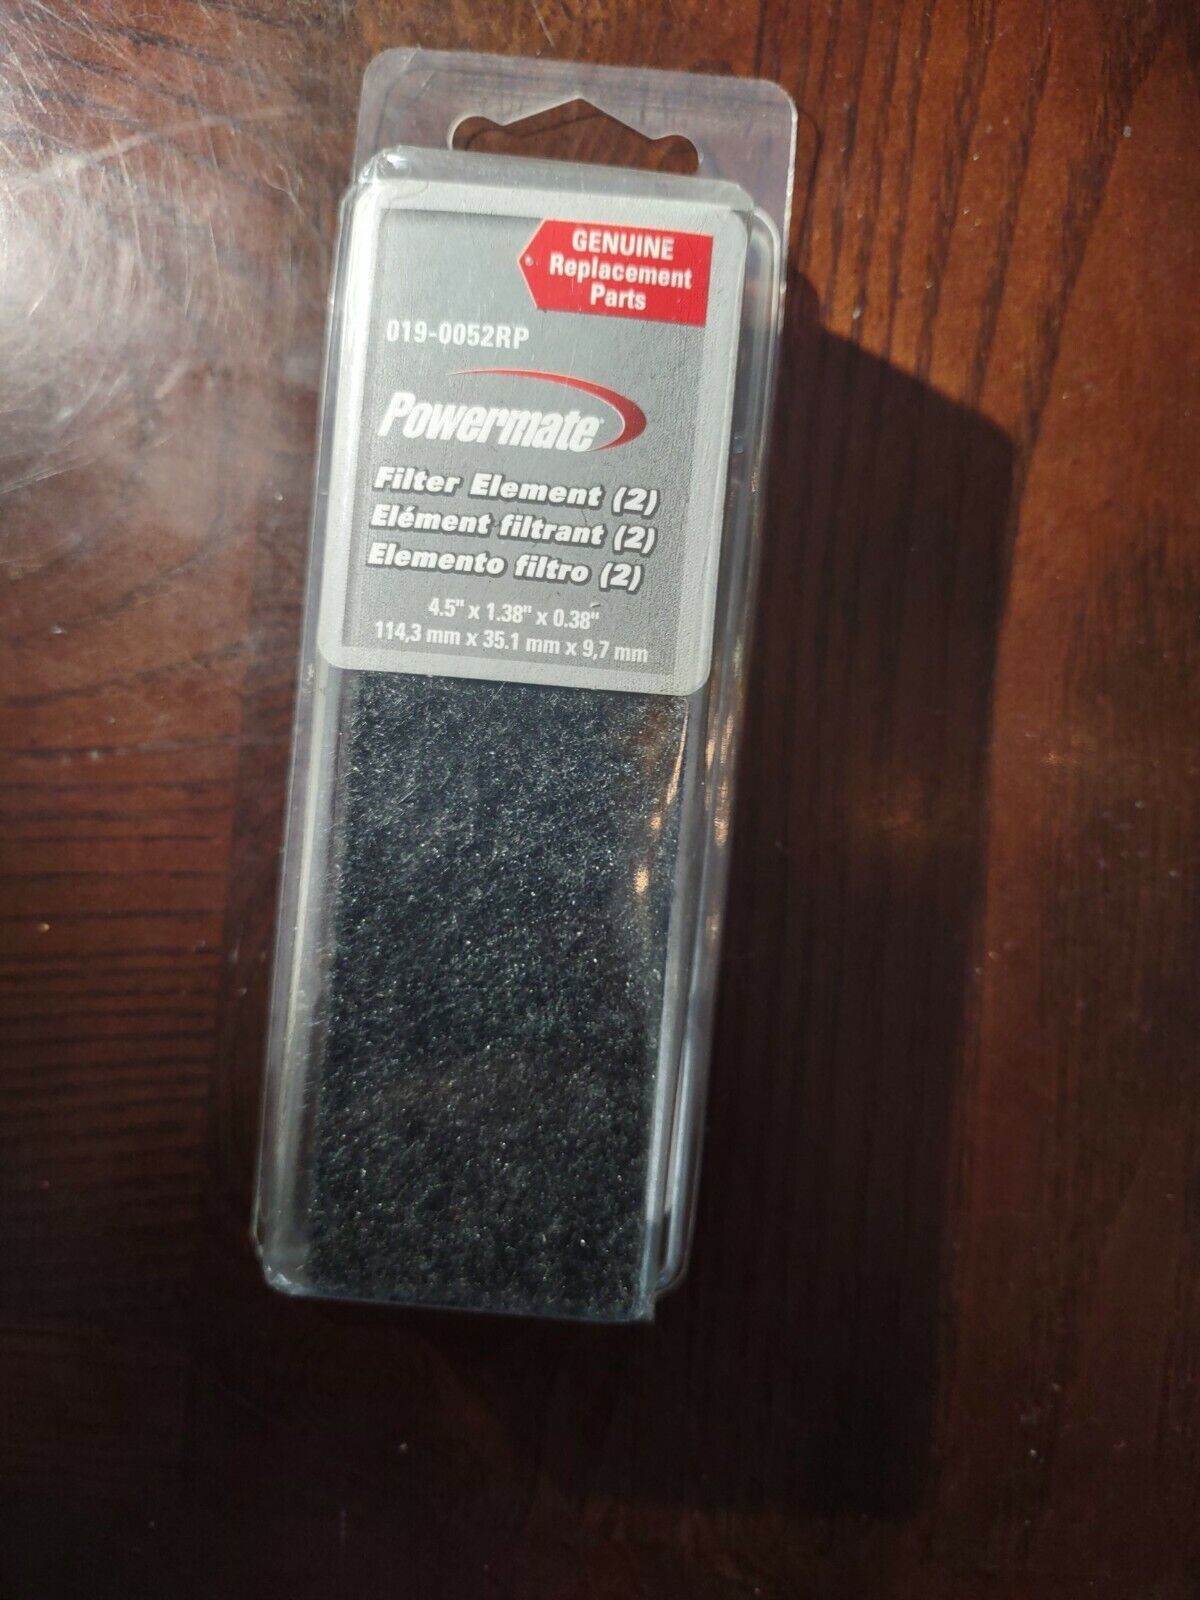 GENUINE
Replacement
Parts
019-0052RP
Powermate
Filter Element (2)
Elément filtrant (2)
Elemento filtro (2)
4.5" x 1.38" x 0.38"
114,3 mm x 35.1 mm x 9,7 mm